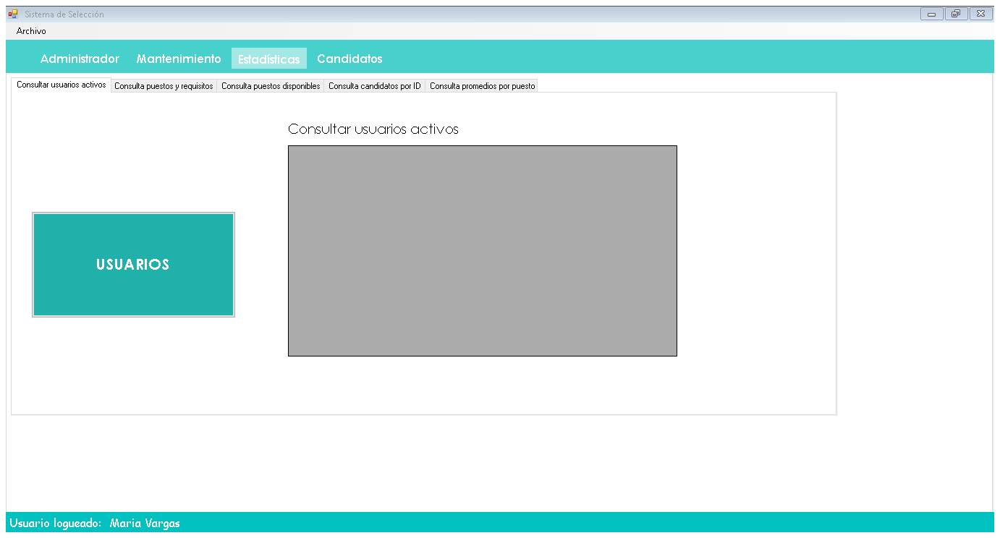 Sistema de Selección
Archivo
Administrador Mantenimiento Estadísticas Candidatos
Consultar usuarios activos Consulta puestos y requisitos Consulta puestos disponibles Consulta candidatos por ID Consulta promedios por puesto
Consultar usuarios activos
USUARIOS
Usuario logueado: Maria Vargas